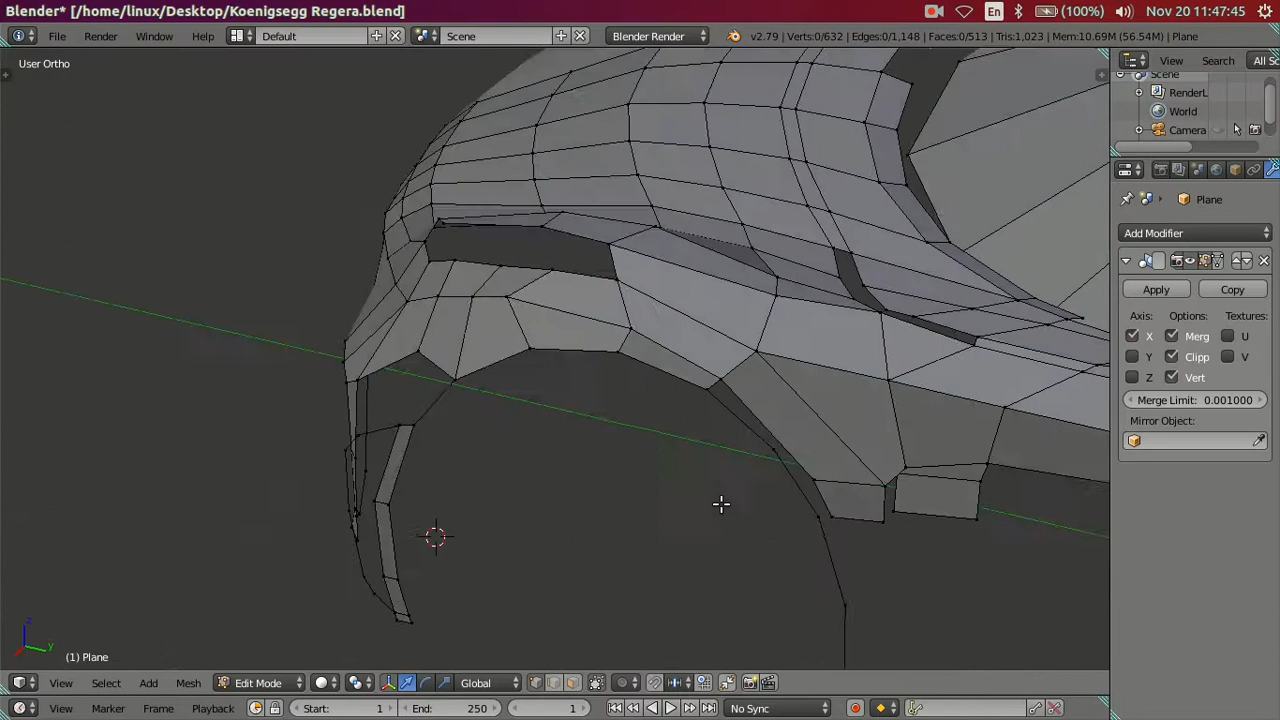 Blender* [/home/linux/Desktop/Koenigsegg Regera.blend]
En
(100%)
Nov 20 11:47:45
File
Render
Window
Help
Default
Scene
Blender Render
v2.79 | Verts:0/632 | Edges:0/1,148 | Faces:0/513 | Tris:1,023 | Mem:10.69M (56.54M) | Plane
User Ortho
View
Search
All Sc
Scene
RenderL
World
Camera
Plane
Add Modifier
Apply
Copy
Axis:
Options:
Textures:
X
Merg
U
Y
Clipp
V
Z
Vert
Merge Limit: 0.001000
Mirror Object:
z
y
(1) Plane
View
Select
Add
Mesh
Edit Mode
Global
View
Marker
Frame
Playback
Start: 1
End: 250
1
No Sync